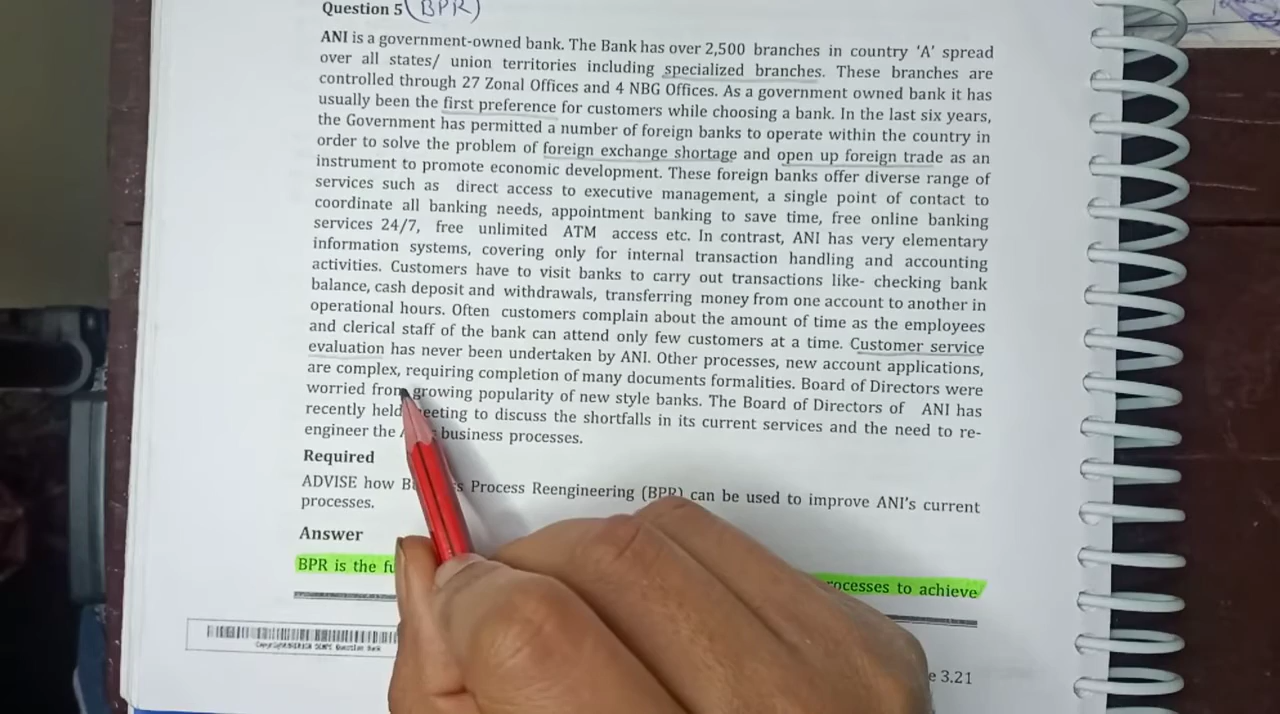 Question 5 (BPR)
ANI is a government-owned bank. The Bank has over 2,500 branches in country 'A' spread
over all states/ union territories including specialized branches. These branches are
controlled through 27 Zonal Offices and 4 NBG Offices. As a government owned bank it has
usually been the first preference for customers while choosing a bank. In the last six years,
the Government has permitted a number of foreign banks to operate within the country in
order to solve the problem of foreign exchange shortage and open up foreign trade as an
instrument to promote economic development. These foreign banks offer diverse range of
services such as direct access to executive management, a single point of contact to
coordinate all banking needs, appointment banking to save time, free online banking
services 24/7, free unlimited ATM access etc. In contrast, ANI has very elementary
information systems, covering only for internal transaction handling and accounting
activities. Customers have to visit banks to carry out transactions like- checking bank
balance, cash deposit and withdrawals, transferring money from one account to another in
operational hours. Often customers complain about the amount of time as the employees
and clerical staff of the bank can attend only few customers at a time. Customer service
evaluation has never been undertaken by ANI. Other processes, new account applications,
are complex, requiring completion of many documents formalities. Board of Directors were
worried from growing popularity of new style banks. The Board of Directors of ANI has
recently held meeting to discuss the shortfalls in its current services and the need to re-
engineer the business processes.
Required
ADVISE how Process Reengineering (BPR) can be used to improve ANI's current
processes.
Answer
BPR is the processes to achieve
3.21